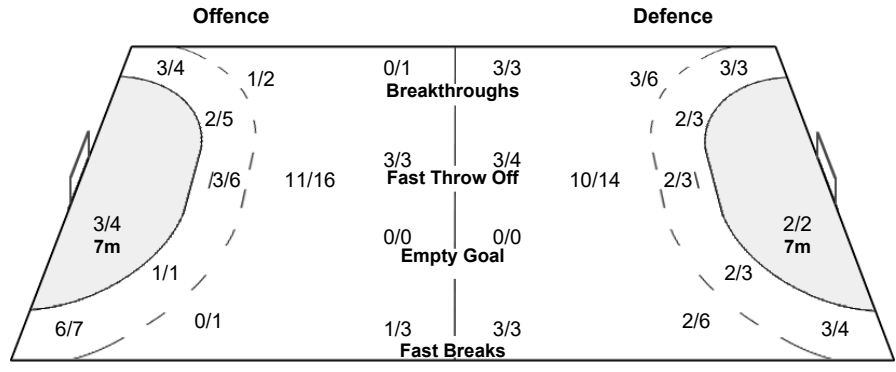 Offence Defence
3/4 1/2 0/1 3/3 3/6 3/3
Breakthroughs
2/5 2/3
3/3 3/4
3/6 11/16 Fast Throw Off 10/14 2/3
3/4 2/2
7m 7m
0/0 0/0
Empty Goal
1/1 2/3
6/7 0/1 1/3 3/3 2/6 3/4
Fast Breaks